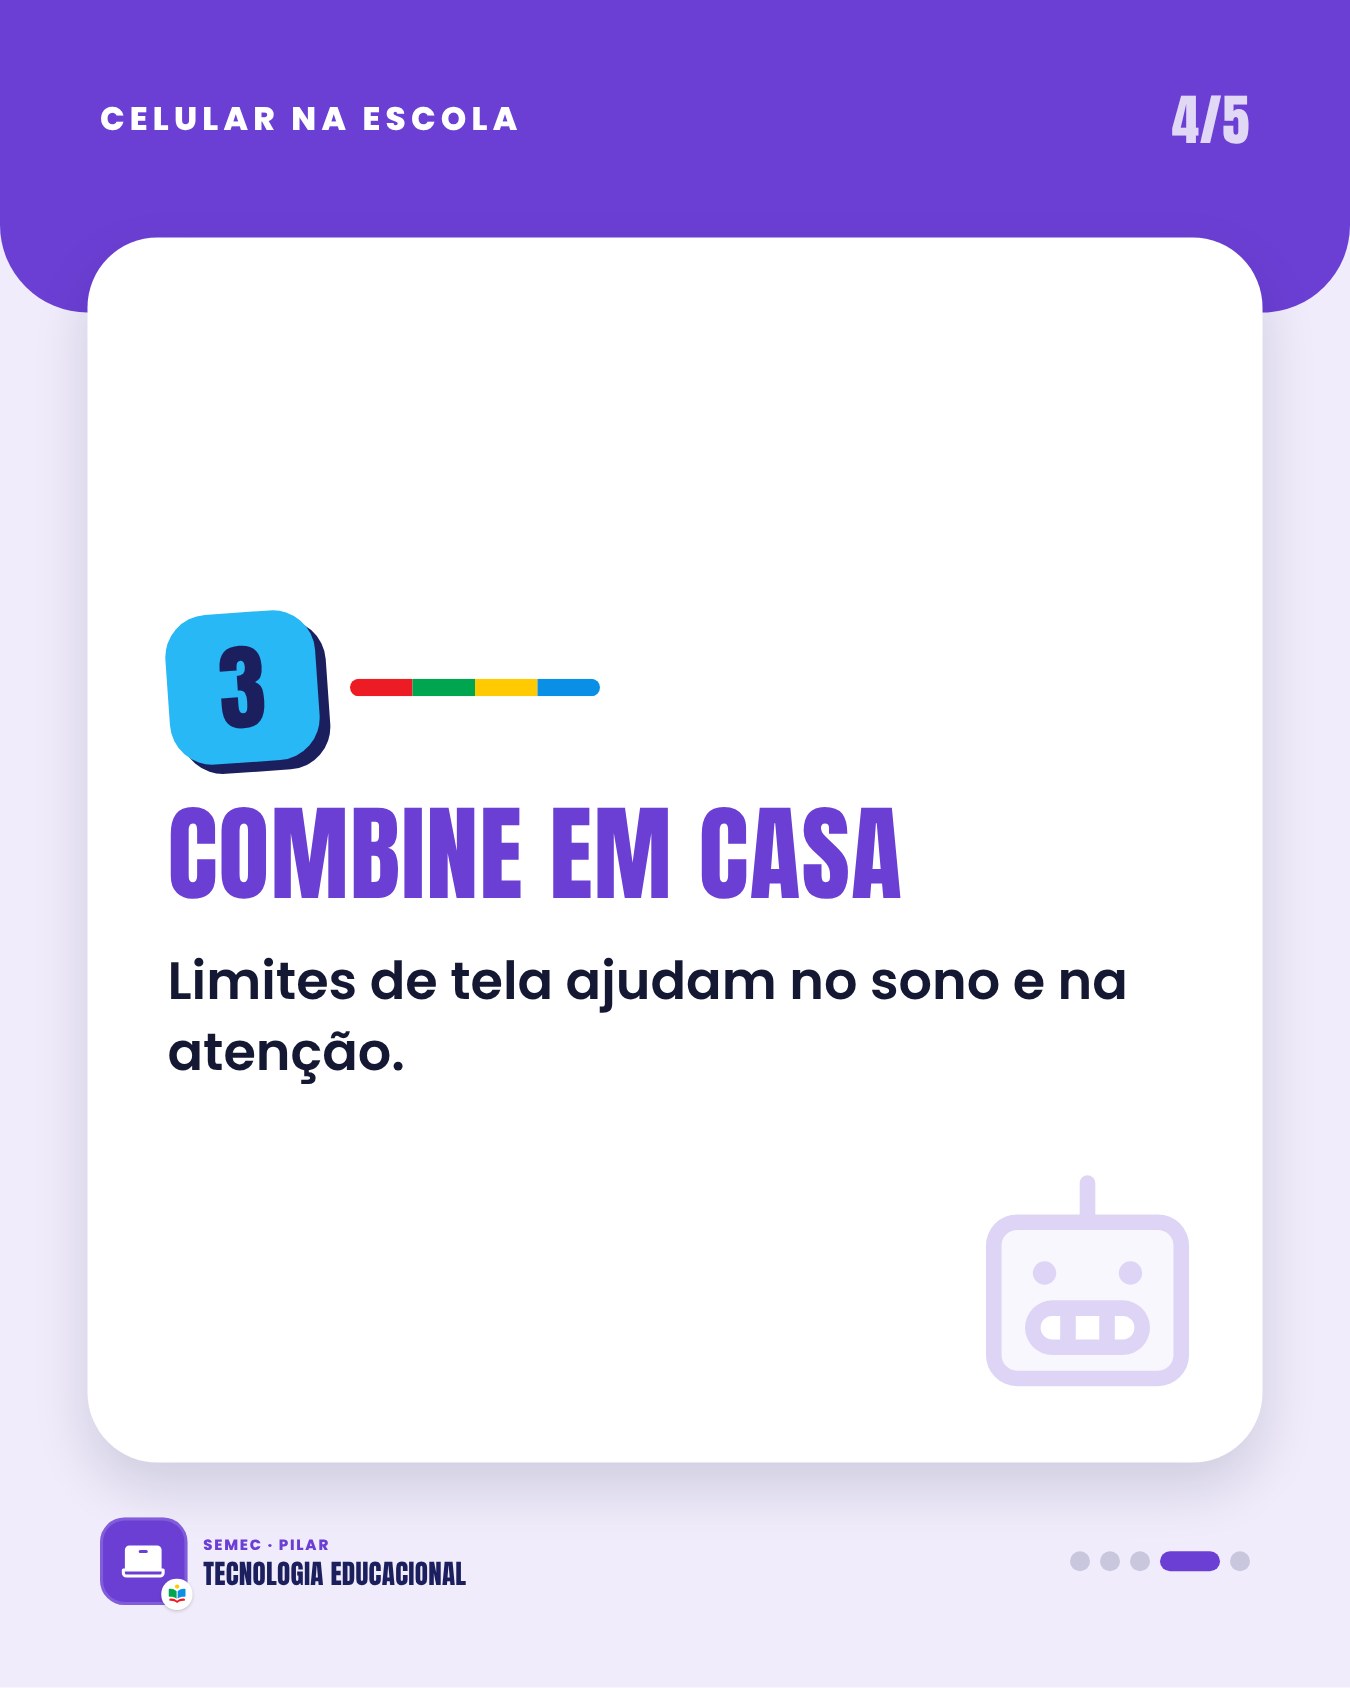 CELULAR NA ESCOLA
4/5
3
COMBINE EM CASA
Limites de tela ajudam no sono e na
atenção.
SEMEC · PILAR
TECNOLOGIA EDUCACIONAL